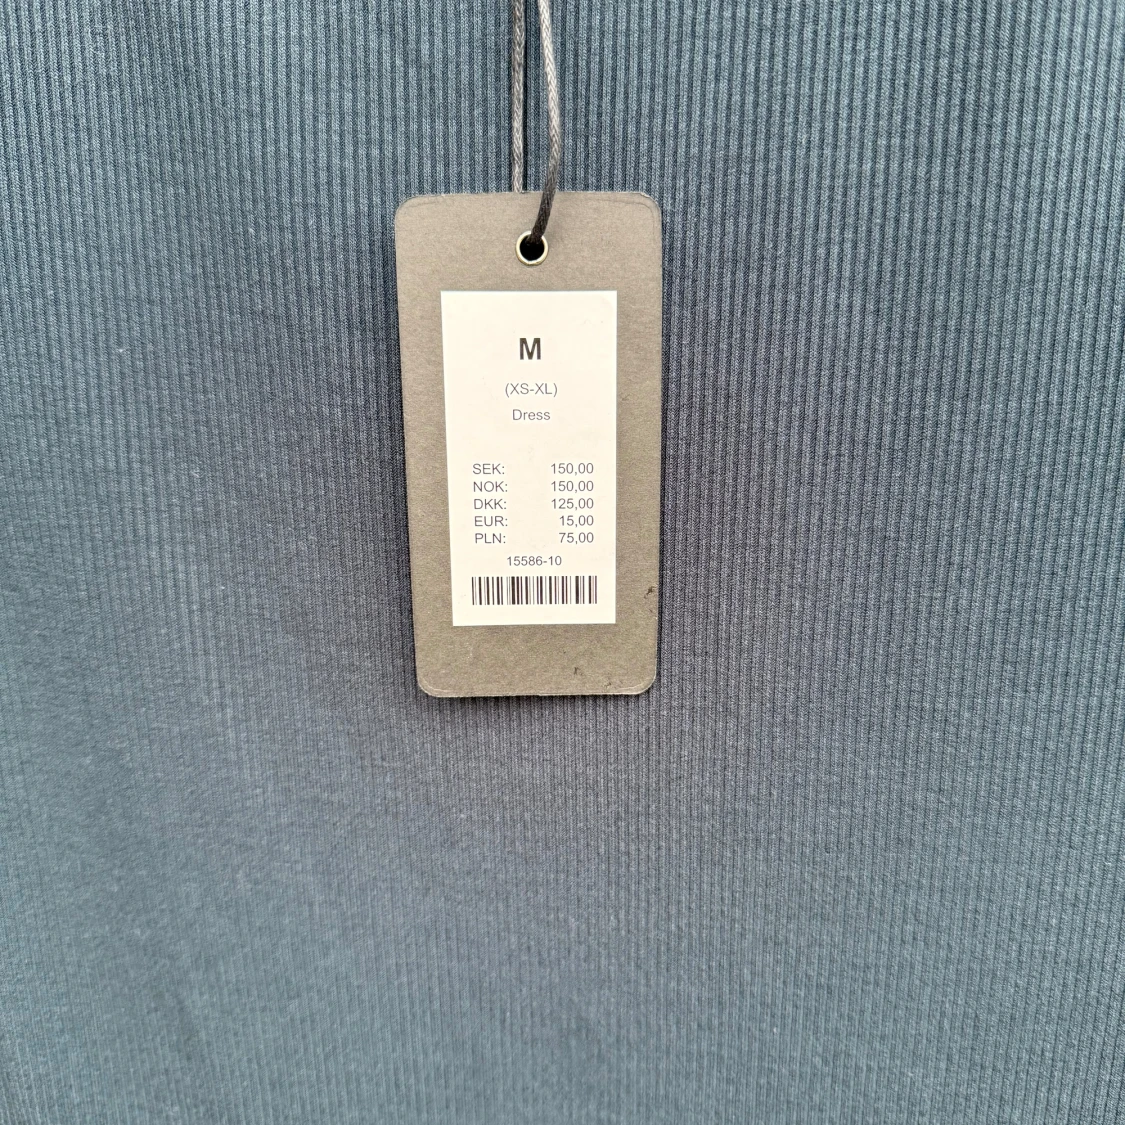 M
(XS-XL)
Dress
SEK: 150,00
NOK: 150,00
DKK: 125,00
EUR: 15,00
PLN: 75,00
15586-10